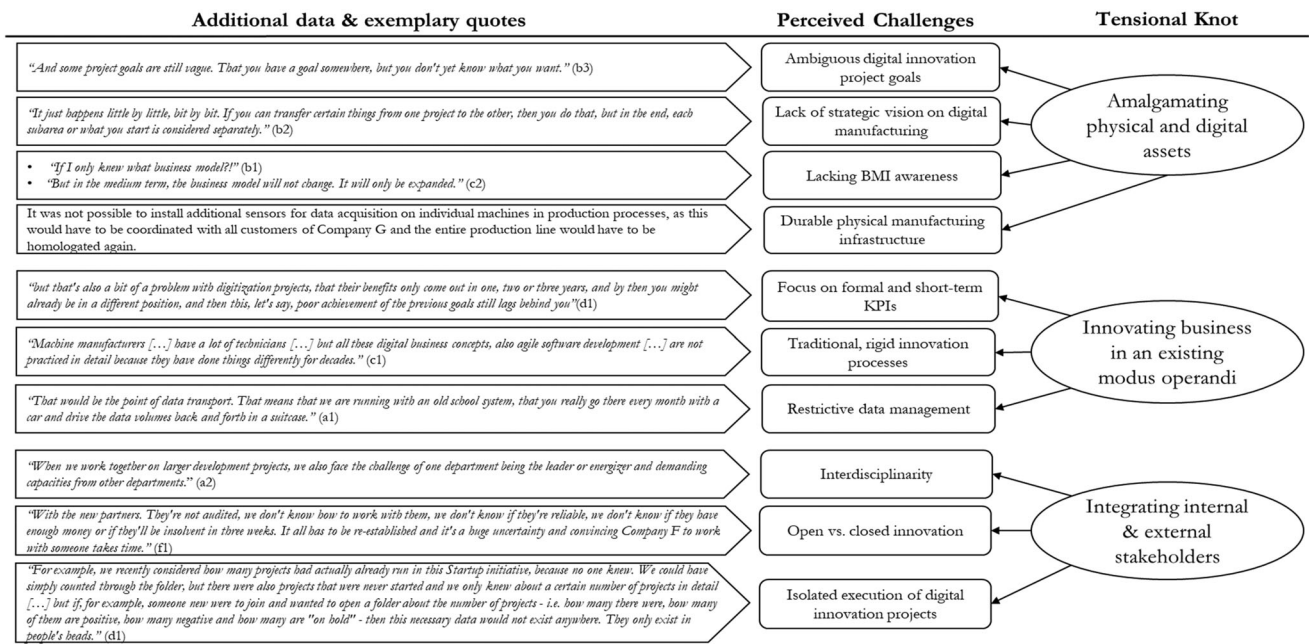 Additional data & exemplary quotes
Perceived Challenges
Tensional Knot
“And some project goals are still vague. That you have a goal somewhere, but you don't yet know what you want.” (b3)
Ambiguous digital innovation
project goals
“It just happens little by little, bit by bit. If you can transfer certain things from one project to the other, then you do that, but in the end, each
subarea or what you start is considered separately.” (b2)
Lack of strategic vision on digital
manufacturing
• “If I only knew what business model?!” (b1)
• “But in the medium term, the business model will not change. It will only be expanded.” (c2)
Lacking BMI awareness
It was not possible to install additional sensors for data acquisition on individual machines in production processes, as this
would have to be coordinated with all customers of Company G and the entire production line would have to be
homologated again.
Durable physical manufacturing
infrastructure
Amalgamating
physical and digital
assets
“but that's also a bit of a problem with digitization projects, that their benefits only come out in one, two or three years, and by then you might
already be in a different position, and then this, let's say, poor achievement of the previous goals still lags behind you”(d1)
Focus on formal and short-term
KPIs
“Machine manufacturers […] have a lot of technicians […] but all these digital business concepts, also agile software development […] are not
practiced in detail because they have done things differently for decades.” (c1)
Traditional, rigid innovation
processes
“That would be the point of data transport. That means that we are running with an old school system, that you really go there every month with a
car and drive the data volumes back and forth in a suitcase.” (a1)
Restrictive data management
Innovating business
in an existing
modus operandi
“When we work together on larger development projects, we also face the challenge of one department being the leader or energizer and demanding
capacities from other departments.” (a2)
Interdisciplinarity
“With the new partners. They're not audited, we don't know how to work with them, we don't know if they're reliable, we don't know if they have
enough money or if they'll be insolvent in three weeks. It all has to be re-established and it's a huge uncertainty and convincing Company F to work
with someone takes time.” (f1)
Open vs. closed innovation
“For example, we recently considered how many projects had actually already run in this Startup initiative, because no one knew. We could have
simply counted through the folder, but there were also projects that were never started and we only knew about a certain number of projects in detail
[…] but if, for example, someone new were to join and wanted to open a folder about the number of projects - i.e. how many there were, how many
of them are positive, how many negative and how many are "on hold" - then this necessary data would not exist anywhere. They only exist in
people's heads.” (d1)
Isolated execution of digital
innovation projects
Integrating internal
& external
stakeholders